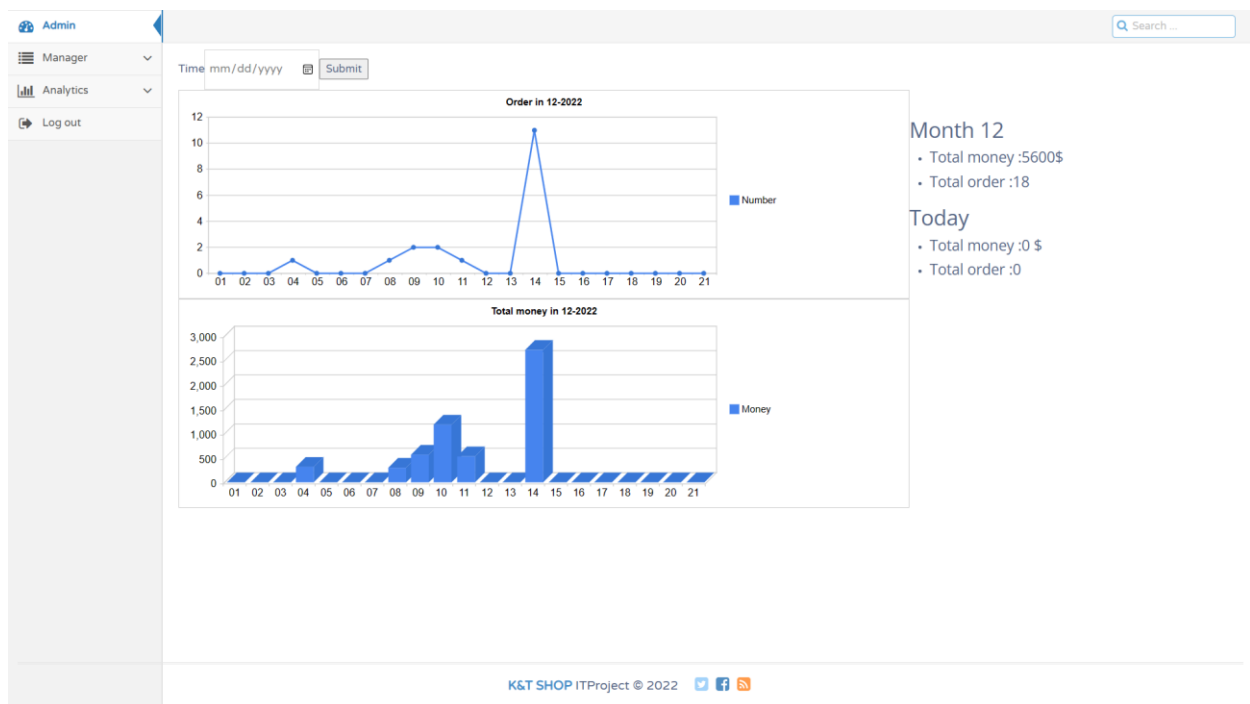 Admin
Search ...
Manager
Analytics
Log out
Time mm/dd/yyyy Submit
Order in 12-2022
12
10
8
6
4
2
0
01 02 03 04 05 06 07 08 09 10 11 12 13 14 15 16 17 18 19 20 21
Number
Total money in 12-2022
3,000
2,500
2,000
1,500
1,000
500
0
01 02 03 04 05 06 07 08 09 10 11 12 13 14 15 16 17 18 19 20 21
Money
Month 12
• Total money :5600$
• Total order :18
Today
• Total money :0 $
• Total order :0
K&T SHOP ITProject © 2022